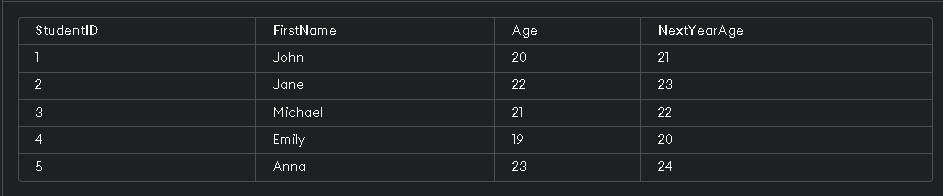 StudentID FirstName Age NextYearAge
1 John 20 21
2 Jane 22 23
3 Michael 21 22
4 Emily 19 20
5 Anna 23 24